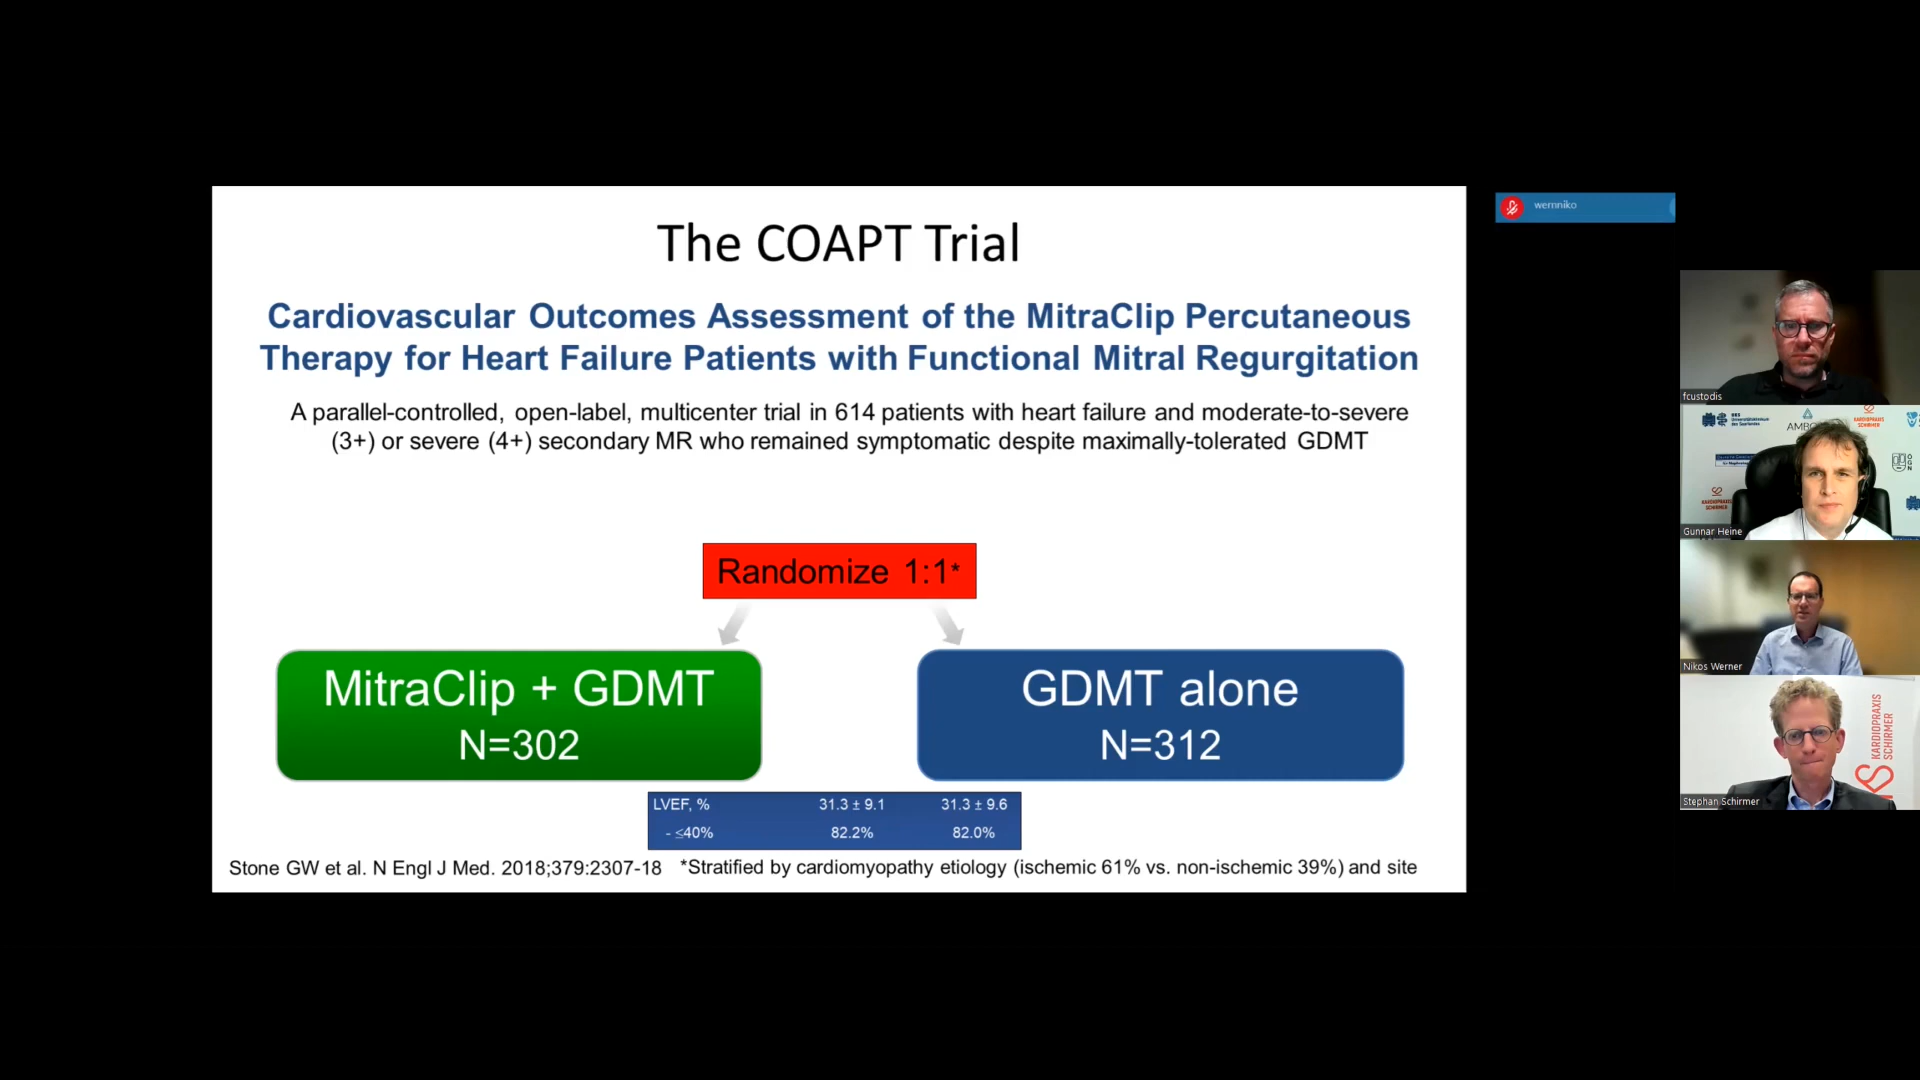 The COAPT Trial
Cardiovascular Outcomes Assessment of the MitraClip Percutaneous
Therapy for Heart Failure Patients with Functional Mitral Regurgitation
A parallel-controlled, open-label, multicenter trial in 614 patients with heart failure and moderate-to-severe
(3+) or severe (4+) secondary MR who remained symptomatic despite maximally-tolerated GDMT
Randomize 1:1*
MitraClip + GDMT
N=302
GDMT alone
N=312
LVEF, % 31.3 ± 9.1 31.3 ± 9.6
- ≤40% 82.2% 82.0%
Stone GW et al. N Engl J Med. 2018;379:2307-18 *Stratified by cardiomyopathy etiology (ischemic 61% vs. non-ischemic 39%) and site
wernniko
fcustodis
KARDIOPRAXIS
SCHIRMER
KARDIOPRAXIS
SCHIRMER
Gunnar Heine
Nikos Werner
KARDIOPRAXIS
SCHIRMER
Stephan Schirmer